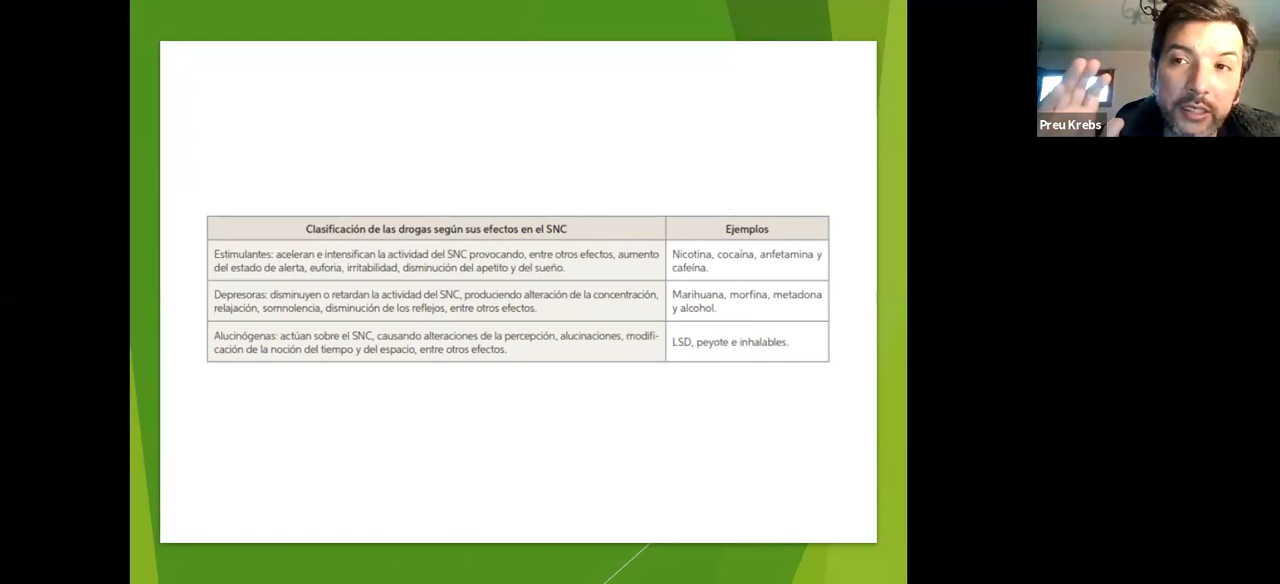 Preu Krebs
Clasificación de las drogas según sus efectos en el SNC
Ejemplos
Estimulantes: aceleran e intensifican la actividad del SNC provocando, entre otros efectos, aumento
del estado de alerta, euforia, irritabilidad, disminución del apetito y del sueño.
Nicotina, cocaína, anfetamina y
cafeína.
Depresoras: disminuyen o retardan la actividad del SNC, produciendo alteración de la concentración,
relajación, somnolencia, disminución de los reflejos, entre otros efectos.
Marihuana, morfina, metadona
y alcohol.
Alucinógenas: actúan sobre el SNC, causando alteraciones de la percepción, alucinaciones, modifi-
cación de la noción del tiempo y del espacio, entre otros efectos.
LSD, peyote e inhalables.